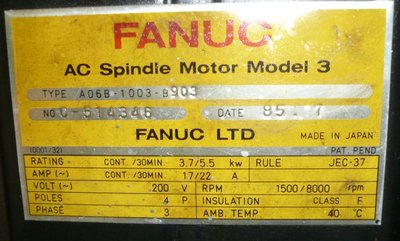 FANUC
AC Spindle Motor Model 3
TYPE A06B-1003-B903
NO. C-514346 DATE 85. 7
FANUC LTD MADE IN JAPAN
(0001/32) PAT. PEND
RATING CONT. /30MIN. 3.7/5.5 kw RULE JEC-37
AMP (~) CONT. /30MIN. 17/22 A
VOLT (~) 200 V RPM 1500/8000 rpm
POLES 4 P INSULATION CLASS F
PHASE 3 AMB. TEMP. 40 °C